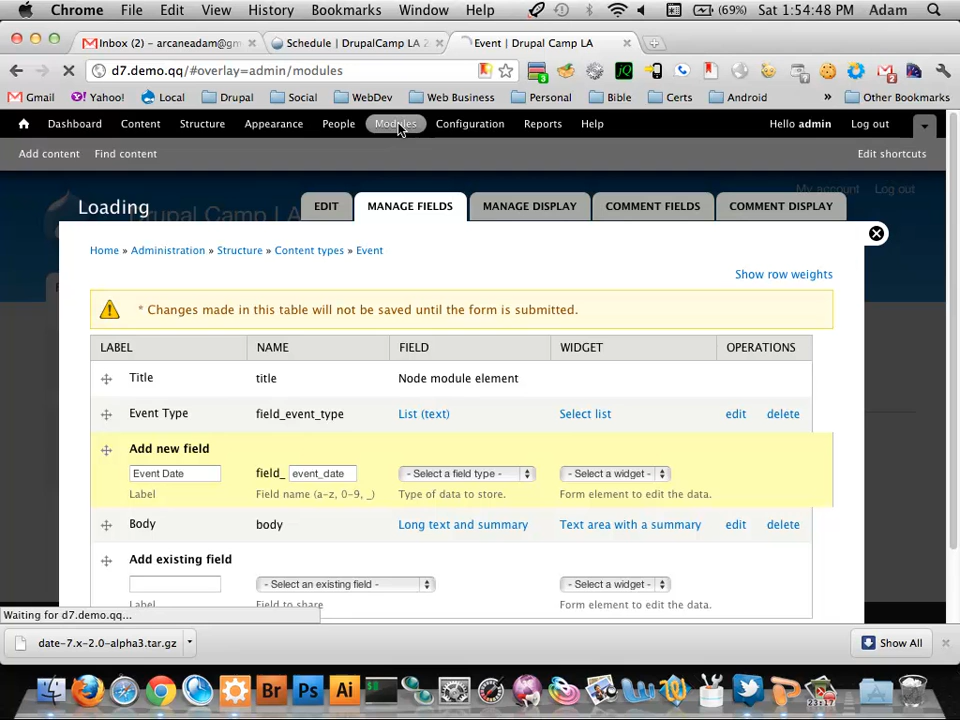 Chrome File Edit View History Bookmarks Window Help (69%) Sat 1:54:48 PM Adam
Inbox (2) - arcaneadam@gm × Schedule | DrupalCamp LA 2 × Event | Drupal Camp LA ×
d7.demo.qq/#overlay=admin/modules
Gmail Yahoo! Local Drupal Social WebDev Web Business Personal Bible Certs Android » Other Bookmarks
Dashboard Content Structure Appearance People Modules Configuration Reports Help Hello admin Log out
Add content Find content Edit shortcuts
My account Log out
Drupal Camp LA
Loading EDIT MANAGE FIELDS MANAGE DISPLAY COMMENT FIELDS COMMENT DISPLAY
Home » Administration » Structure » Content types » Event
Show row weights
* Changes made in this table will not be saved until the form is submitted.
LABEL NAME FIELD WIDGET OPERATIONS
Title title Node module element
Event Type field_event_type List (text) Select list edit delete
Add new field
Event Date field_ event_date - Select a field type - - Select a widget -
Label Field name (a-z, 0-9, _) Type of data to store. Form element to edit the data.
Body body Long text and summary Text area with a summary edit delete
Add existing field
- Select an existing field - - Select a widget -
Label Field to share Form element to edit the data.
Waiting for d7.demo.qq...
date-7.x-2.0-alpha3.tar.gz Show All
Br Ps Ai 23:17